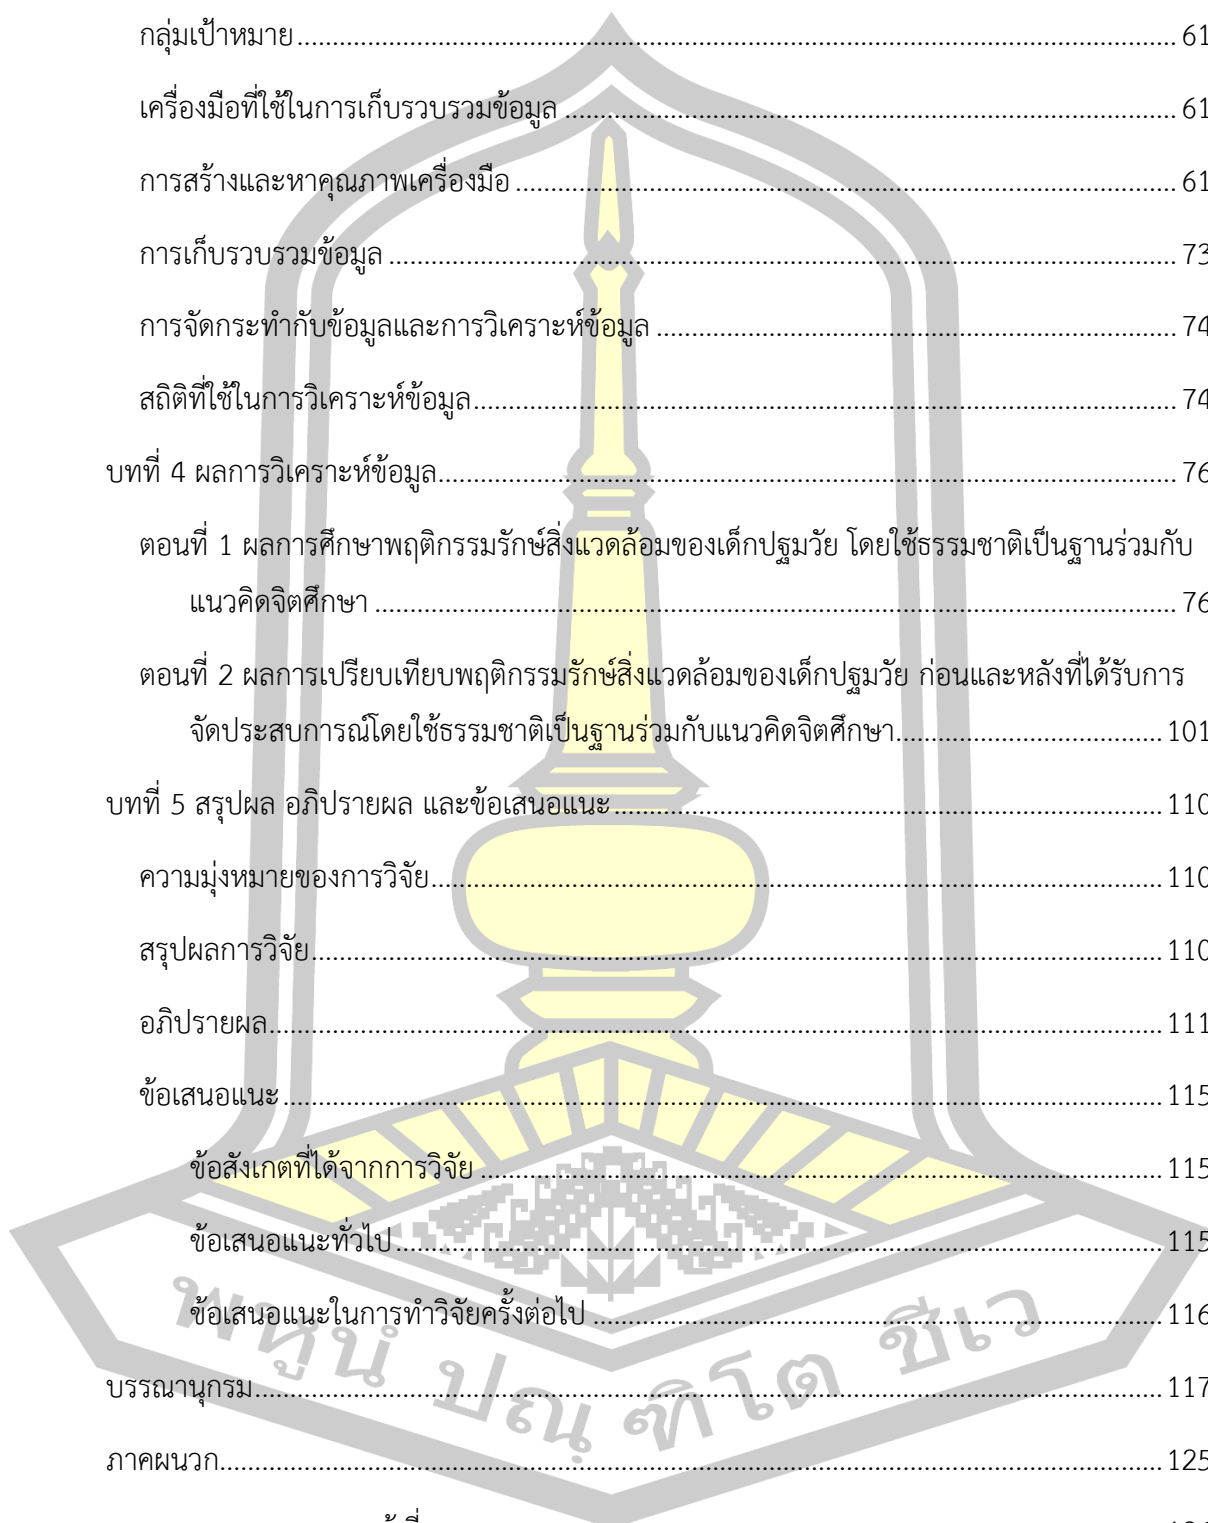 กลุ่มเป้าหมาย ........ 61
เครื่องมือที่ใช้ในการเก็บรวบรวมข้อมูล ........ 61
การสร้างและหาคุณภาพเครื่องมือ ........ 61
การเก็บรวบรวมข้อมูล ........ 73
การจัดกระทำกับข้อมูลและการวิเคราะห์ข้อมูล ........ 74
สถิติที่ใช้ในการวิเคราะห์ข้อมูล ........ 74
บทที่ 4 ผลการวิเคราะห์ข้อมูล ........ 76
ตอนที่ 1 ผลการศึกษาพฤติกรรมรักษ์สิ่งแวดล้อมของเด็กปฐมวัย โดยใช้ธรรมชาติเป็นฐานร่วมกับ
แนวคิดจิตศึกษา ........ 76
ตอนที่ 2 ผลการเปรียบเทียบพฤติกรรมรักษ์สิ่งแวดล้อมของเด็กปฐมวัย ก่อนและหลังที่ได้รับการ
จัดประสบการณ์โดยใช้ธรรมชาติเป็นฐานร่วมกับแนวคิดจิตศึกษา ........ 101
บทที่ 5 สรุปผล อภิปรายผล และข้อเสนอแนะ ........ 110
ความมุ่งหมายของการวิจัย ........ 110
สรุปผลการวิจัย ........ 110
อภิปรายผล ........ 111
ข้อเสนอแนะ ........ 115
ข้อสังเกตที่ได้จากการวิจัย ........ 115
ข้อเสนอแนะทั่วไป ........ 115
ข้อเสนอแนะในการทำวิจัยครั้งต่อไป ........ 116
บรรณานุกรม ........ 117
ภาคผนวก ........ 125
พหูนํ ปณฺฑิโต ชีเว